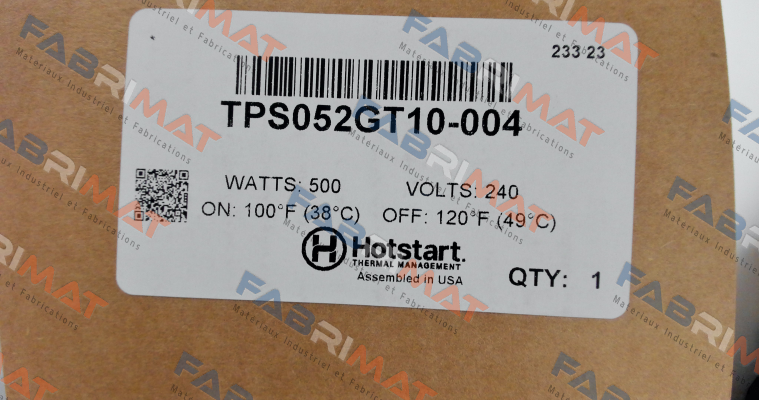 233 23
TPS052GT10-004
WATTS: 500 VOLTS: 240
ON: 100°F (38°C) OFF: 120°F (49°C)
H Hotstart.
THERMAL MANAGEMENT
Assembled in USA
QTY: 1
FABRIMAT
Matériaux Industriel et Fabrications